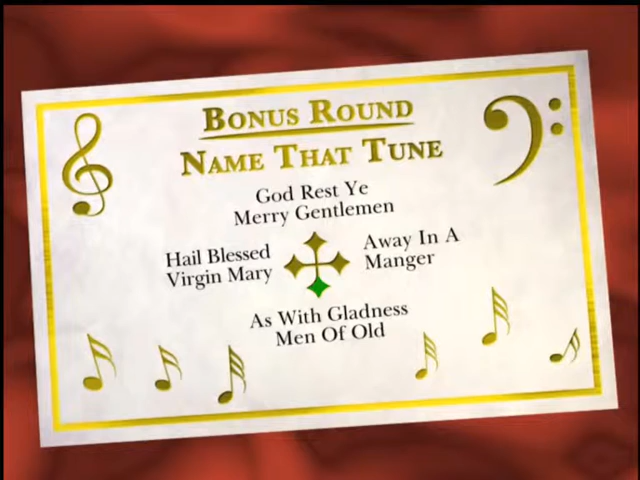 BONUS ROUND
NAME THAT TUNE
God Rest Ye
Merry Gentlemen
Hail Blessed
Virgin Mary
Away In A
Manger
As With Gladness
Men Of Old